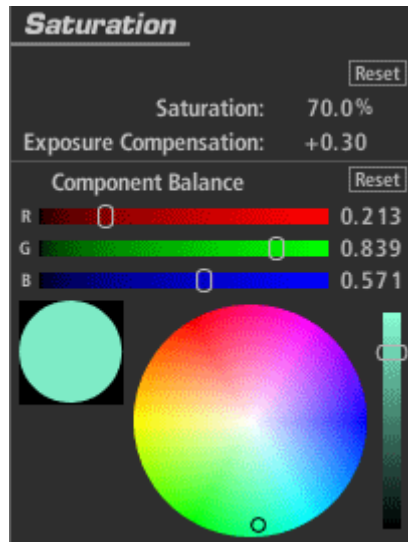 Saturation
Reset
Saturation: 70.0%
Exposure Compensation: +0.30
Component Balance Reset
R 0.213
G 0.839
B 0.571